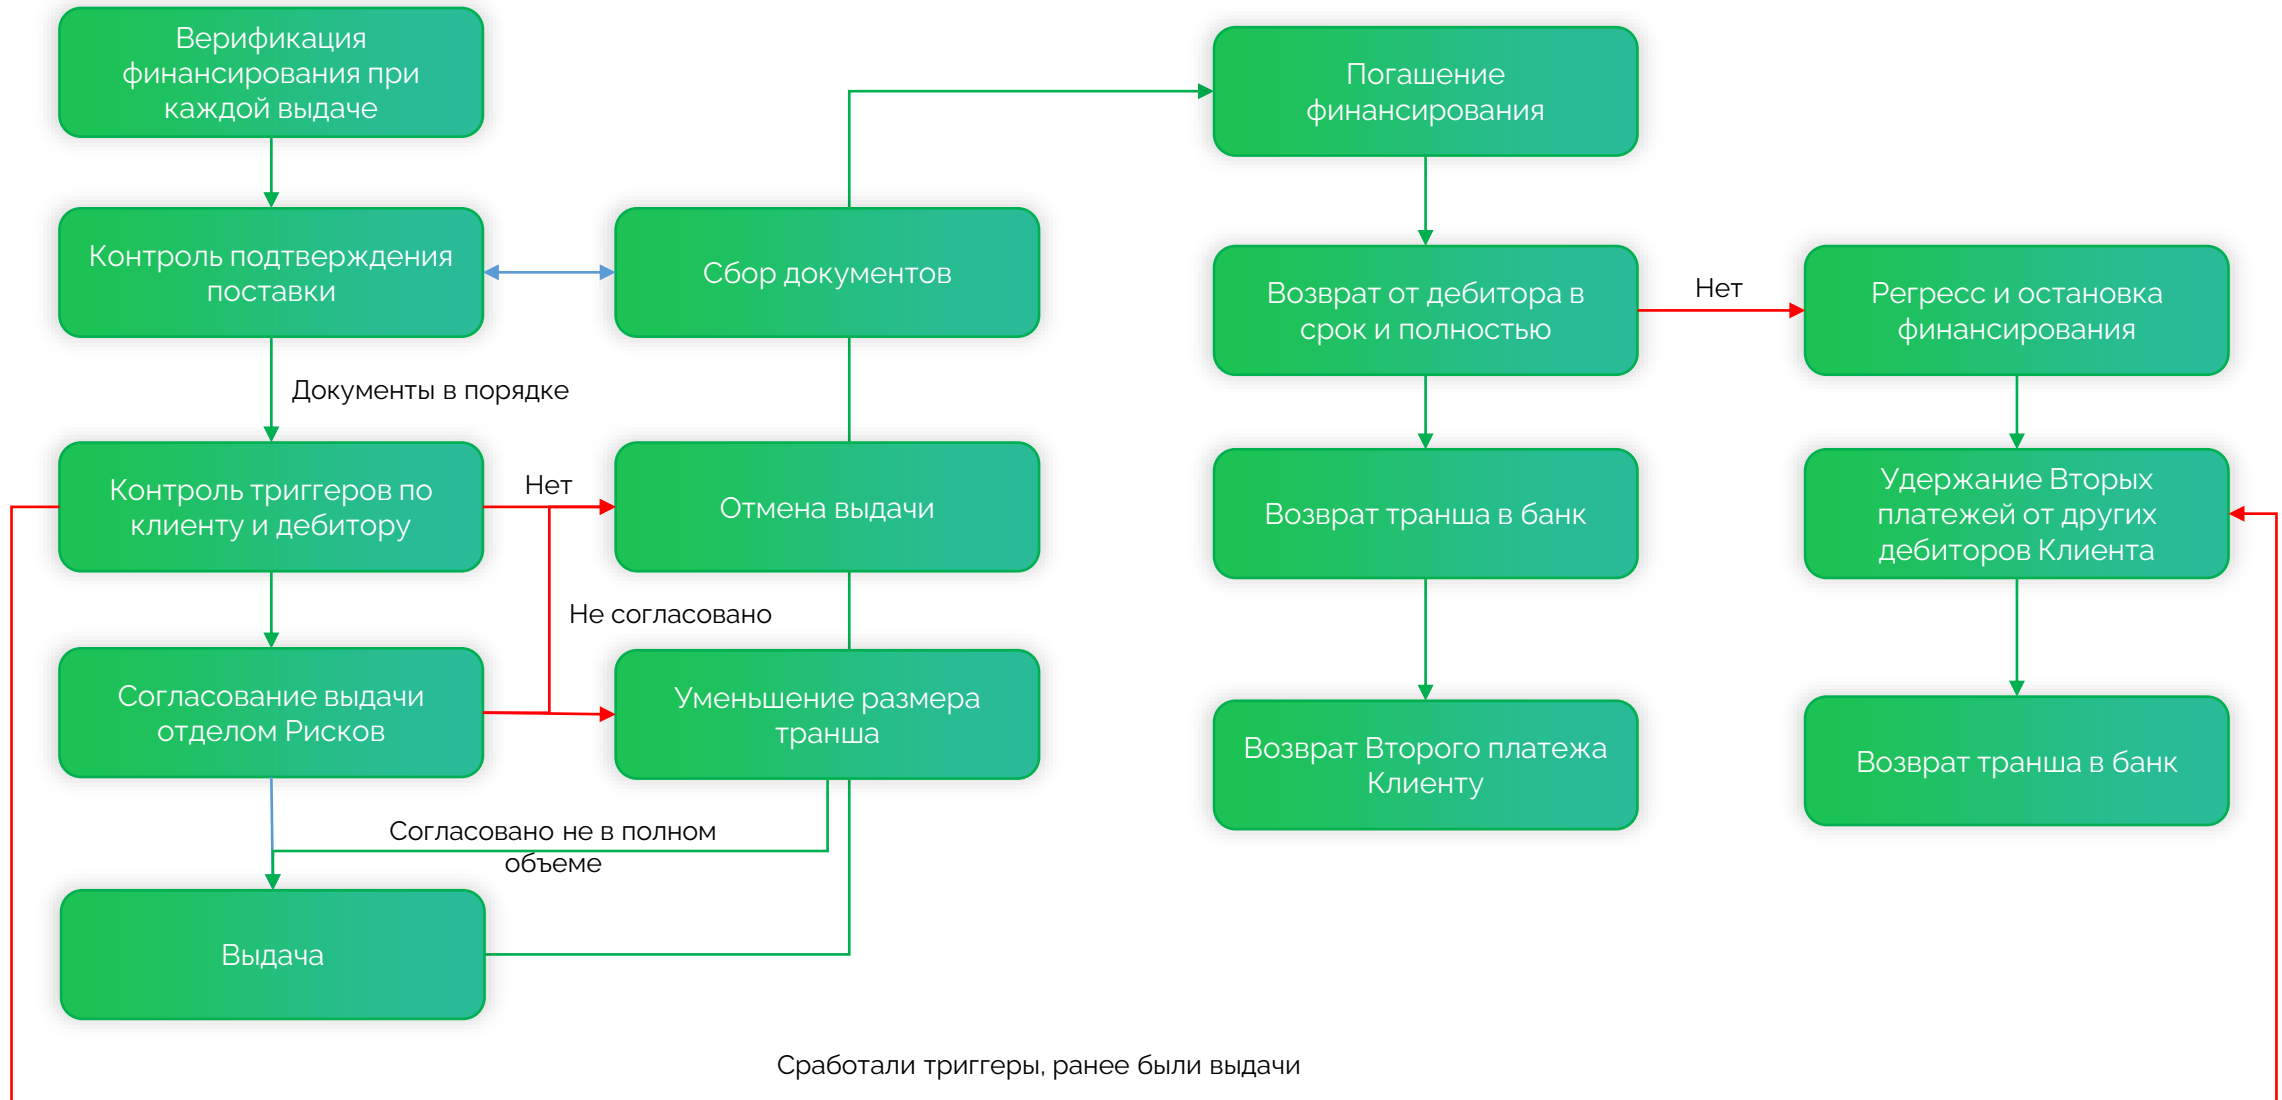 Верификация
финансирования при
каждой выдаче
Контроль подтверждения
поставки
Сбор документов
Документы в порядке
Контроль триггеров по
клиенту и дебитору
Нет
Отмена выдачи
Не согласовано
Согласование выдачи
отделом Рисков
Уменьшение размера
транша
Согласовано не в полном
объеме
Выдача
Погашение
финансирования
Возврат от дебитора в
срок и полностью
Нет
Регресс и остановка
финансирования
Возврат транша в банк
Удержание Вторых
платежей от других
дебиторов Клиента
Возврат Второго платежа
Клиенту
Возврат транша в банк
Сработали триггеры, ранее были выдачи